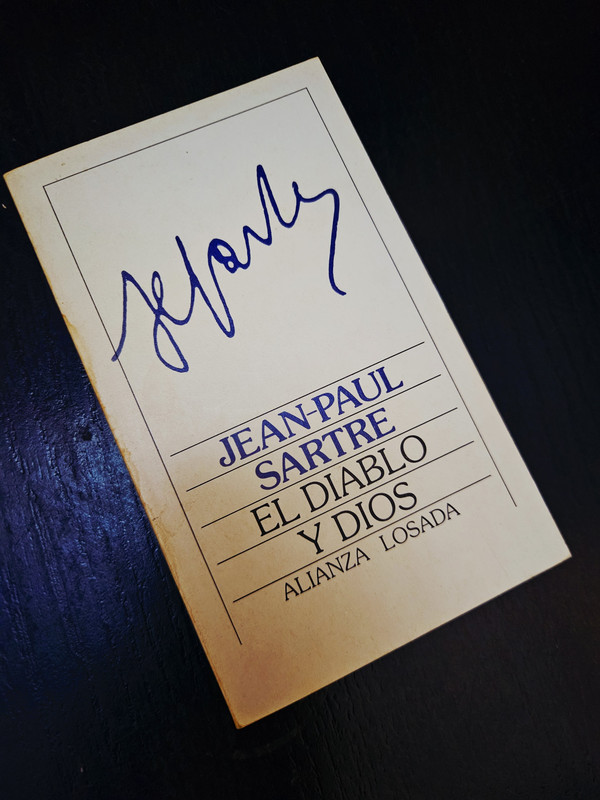 JEAN-PAUL
SARTRE
EL DIABLO
Y DIOS
ALIANZA LOSADA